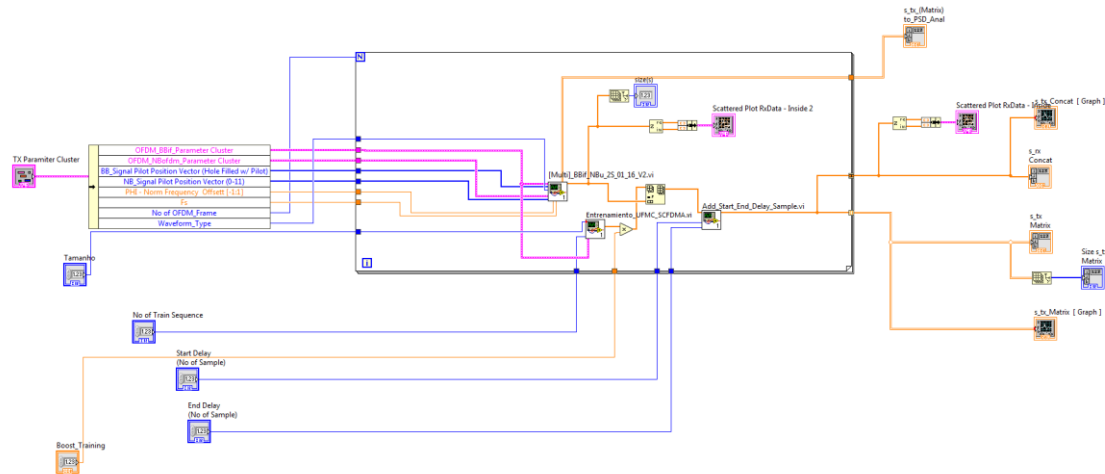 s_tx_(Matrix)
to_PSD_Anal
N
size(s)
Scattered Plot RxData - Inside 2
Scattered Plot RxData - Inside
s_tx_Concat [ Graph ]
TX Paramiter Cluster
OFDM_BBif_Parameter Cluster
OFDM_NBofdm_Parameter Cluster
BB_Signal Pilot Position Vector (Hole Filled w/ Pilot)
NB_Signal Pilot Position Vector (0-11)
PHI - Norm Frequency Offsett [-1:1]
Fs
No of OFDM_Frame
Waveform_Type
[Multi]_BBif_NBu_2S_01_16_V2.vi
s_rx
Concat
Entrenamiento_UFMC_SCFDMA.vi
Add_Start_End_Delay_Sample.vi
s_tx
Matrix
Tamanho
i
Size s_t
Matrix
No of Train Sequence
s_tx_Matrix [ Graph ]
Start Delay
(No of Sample)
End Delay
(No of Sample)
Boost_Training